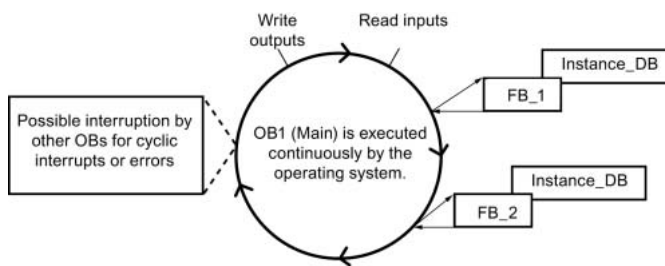 Write
outputs
Read inputs
Instance_DB
FB_1
Possible interruption by
other OBs for cyclic
interrupts or errors
OB1 (Main) is executed
continuously by the
operating system.
Instance_DB
FB_2